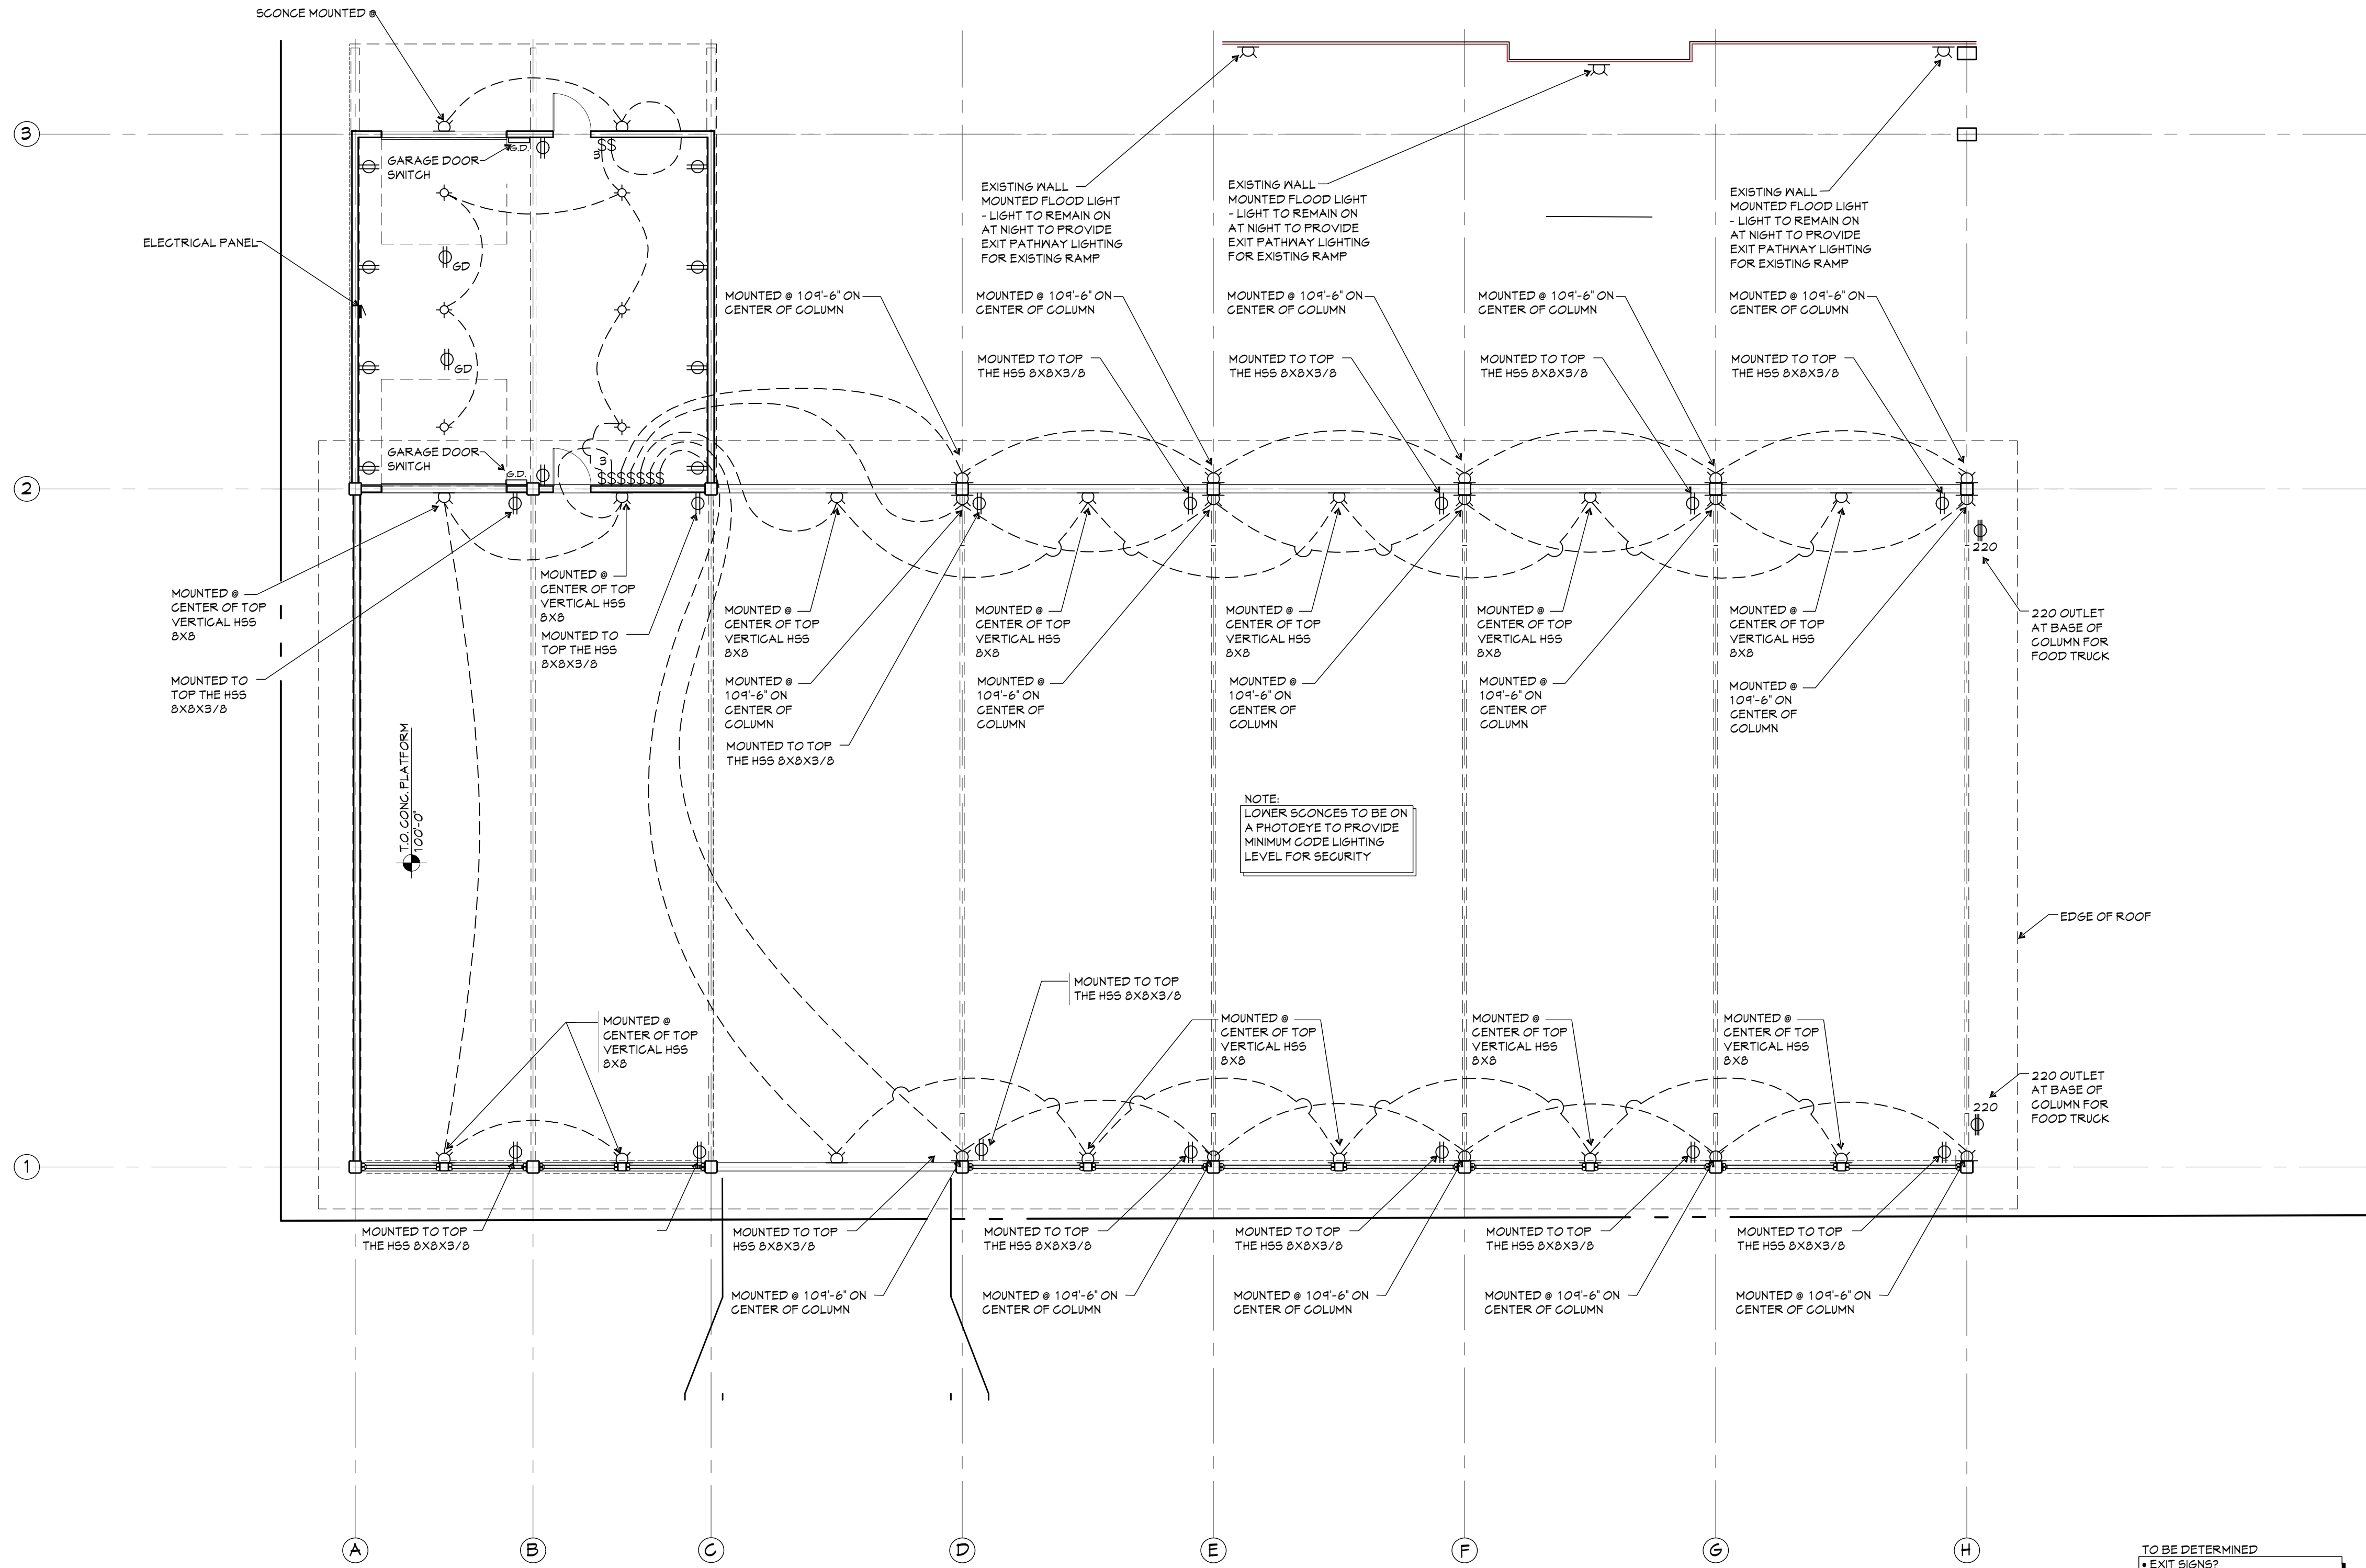 SCONCE MOUNTED @
3
GARAGE DOOR
SWITCH
G.D.
3
$$
ELECTRICAL PANEL
GD
GD
GARAGE DOOR
SWITCH
G.D.
3
$$$$$$$
EXISTING WALL
MOUNTED FLOOD LIGHT
- LIGHT TO REMAIN ON
AT NIGHT TO PROVIDE
EXIT PATHWAY LIGHTING
FOR EXISTING RAMP
EXISTING WALL
MOUNTED FLOOD LIGHT
- LIGHT TO REMAIN ON
AT NIGHT TO PROVIDE
EXIT PATHWAY LIGHTING
FOR EXISTING RAMP
EXISTING WALL
MOUNTED FLOOD LIGHT
- LIGHT TO REMAIN ON
AT NIGHT TO PROVIDE
EXIT PATHWAY LIGHTING
FOR EXISTING RAMP
MOUNTED @ 109'-6" ON
CENTER OF COLUMN
MOUNTED @ 109'-6" ON
CENTER OF COLUMN
MOUNTED @ 109'-6" ON
CENTER OF COLUMN
MOUNTED @ 109'-6" ON
CENTER OF COLUMN
MOUNTED @ 109'-6" ON
CENTER OF COLUMN
MOUNTED TO TOP
THE HSS 8X8X3/8
MOUNTED TO TOP
THE HSS 8X8X3/8
MOUNTED TO TOP
THE HSS 8X8X3/8
MOUNTED TO TOP
THE HSS 8X8X3/8
2
220
MOUNTED @
CENTER OF TOP
VERTICAL HSS
8X8
MOUNTED TO
TOP THE HSS
8X8X3/8
MOUNTED @
CENTER OF TOP
VERTICAL HSS
8X8
MOUNTED TO
TOP THE HSS
8X8X3/8
MOUNTED @
CENTER OF TOP
VERTICAL HSS
8X8
MOUNTED @
CENTER OF TOP
VERTICAL HSS
8X8
MOUNTED @
CENTER OF TOP
VERTICAL HSS
8X8
MOUNTED @
CENTER OF TOP
VERTICAL HSS
8X8
MOUNTED @
CENTER OF TOP
VERTICAL HSS
8X8
220 OUTLET
AT BASE OF
COLUMN FOR
FOOD TRUCK
MOUNTED @
109'-6" ON
CENTER OF
COLUMN
MOUNTED @
109'-6" ON
CENTER OF
COLUMN
MOUNTED @
109'-6" ON
CENTER OF
COLUMN
MOUNTED @
109'-6" ON
CENTER OF
COLUMN
MOUNTED @
109'-6" ON
CENTER OF
COLUMN
MOUNTED TO TOP
THE HSS 8X8X3/8
T.O. CONC. PLATFORM
100'-0"
NOTE:
LOWER SCONCES TO BE ON
A PHOTOEYE TO PROVIDE
MINIMUM CODE LIGHTING
LEVEL FOR SECURITY
EDGE OF ROOF
MOUNTED TO TOP
THE HSS 8X8X3/8
MOUNTED @
CENTER OF TOP
VERTICAL HSS
8X8
MOUNTED @
CENTER OF TOP
VERTICAL HSS
8X8
MOUNTED @
CENTER OF TOP
VERTICAL HSS
8X8
MOUNTED @
CENTER OF TOP
VERTICAL HSS
8X8
220 OUTLET
AT BASE OF
COLUMN FOR
FOOD TRUCK
220
1
MOUNTED TO TOP
THE HSS 8X8X3/8
MOUNTED TO TOP
HSS 8X8X3/8
MOUNTED TO TOP
THE HSS 8X8X3/8
MOUNTED TO TOP
THE HSS 8X8X3/8
MOUNTED TO TOP
THE HSS 8X8X3/8
MOUNTED TO TOP
THE HSS 8X8X3/8
MOUNTED @ 109'-6" ON
CENTER OF COLUMN
MOUNTED @ 109'-6" ON
CENTER OF COLUMN
MOUNTED @ 109'-6" ON
CENTER OF COLUMN
MOUNTED @ 109'-6" ON
CENTER OF COLUMN
MOUNTED @ 109'-6" ON
CENTER OF COLUMN
A
B
C
D
E
F
G
H
TO BE DETERMINED
• EXIT SIGNS?